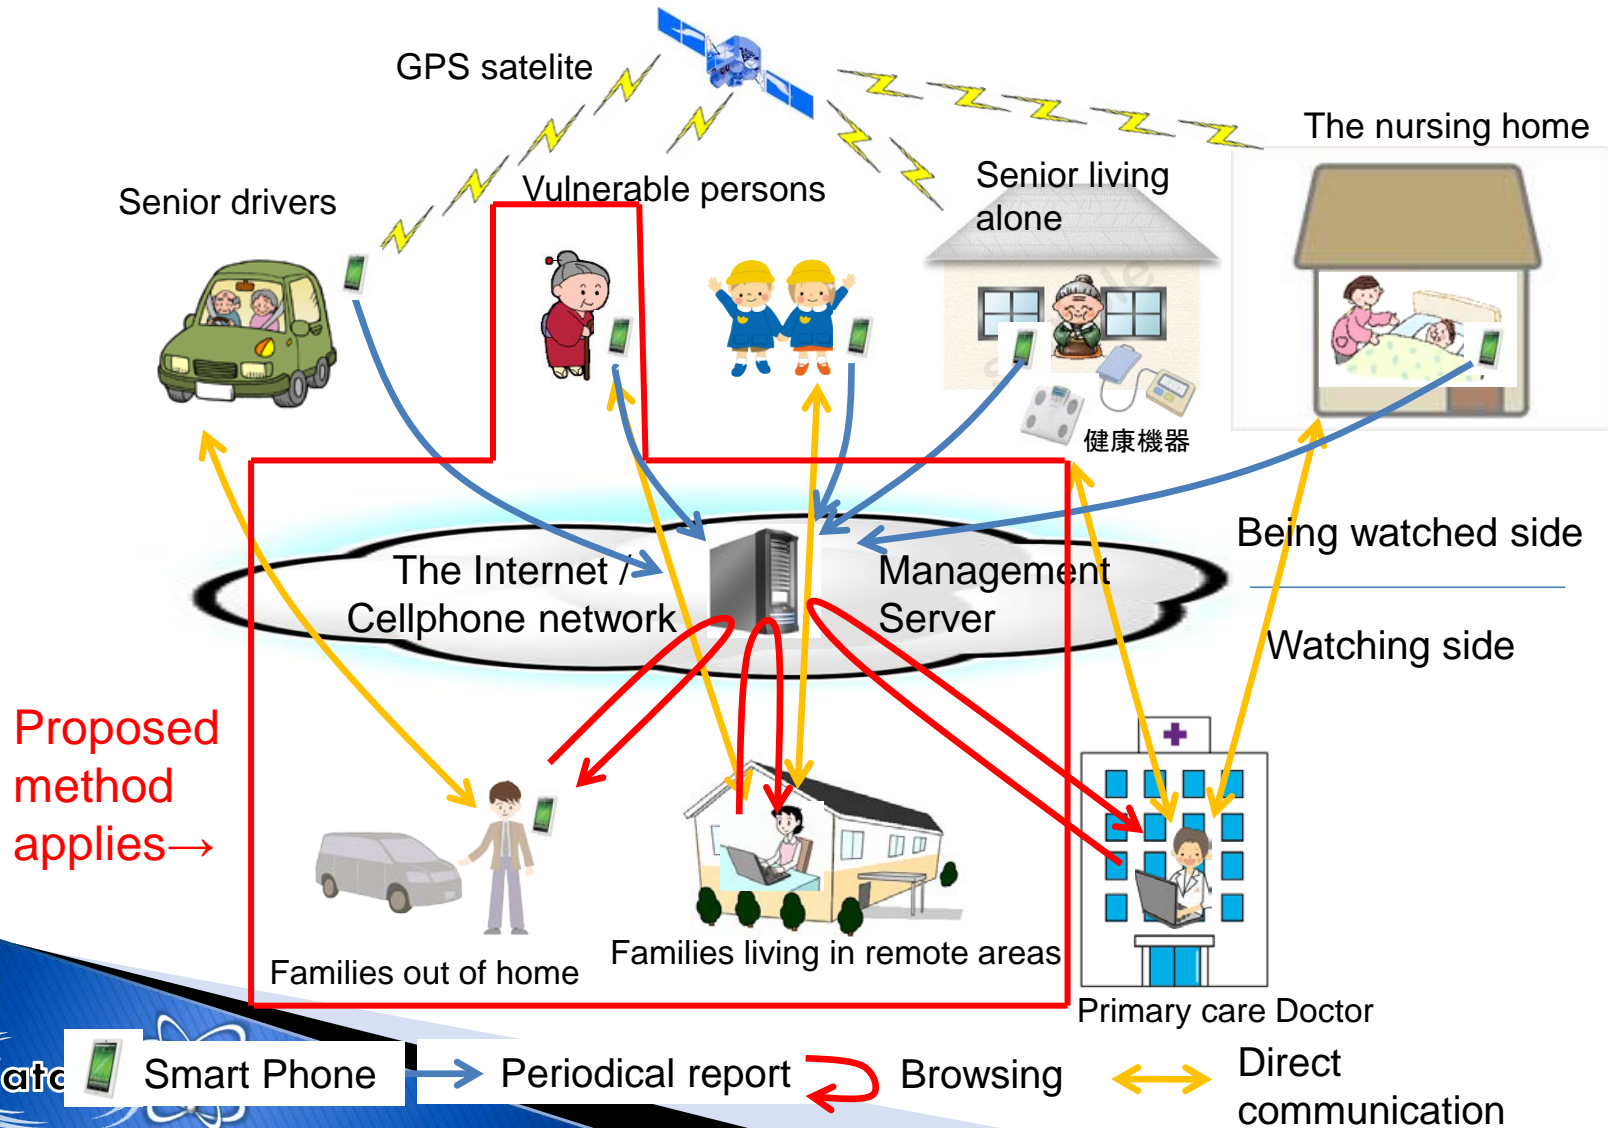 GPS satelite
The nursing home
Senior living
alone
Vulnerable persons
Senior drivers
健康機器
Being watched side
The Internet /
Cellphone network
Management
Server
Watching side
Proposed
method
applies→
Families out of home
Families living in remote areas
Primary care Doctor
Smart Phone
Periodical report
Browsing
Direct
communication